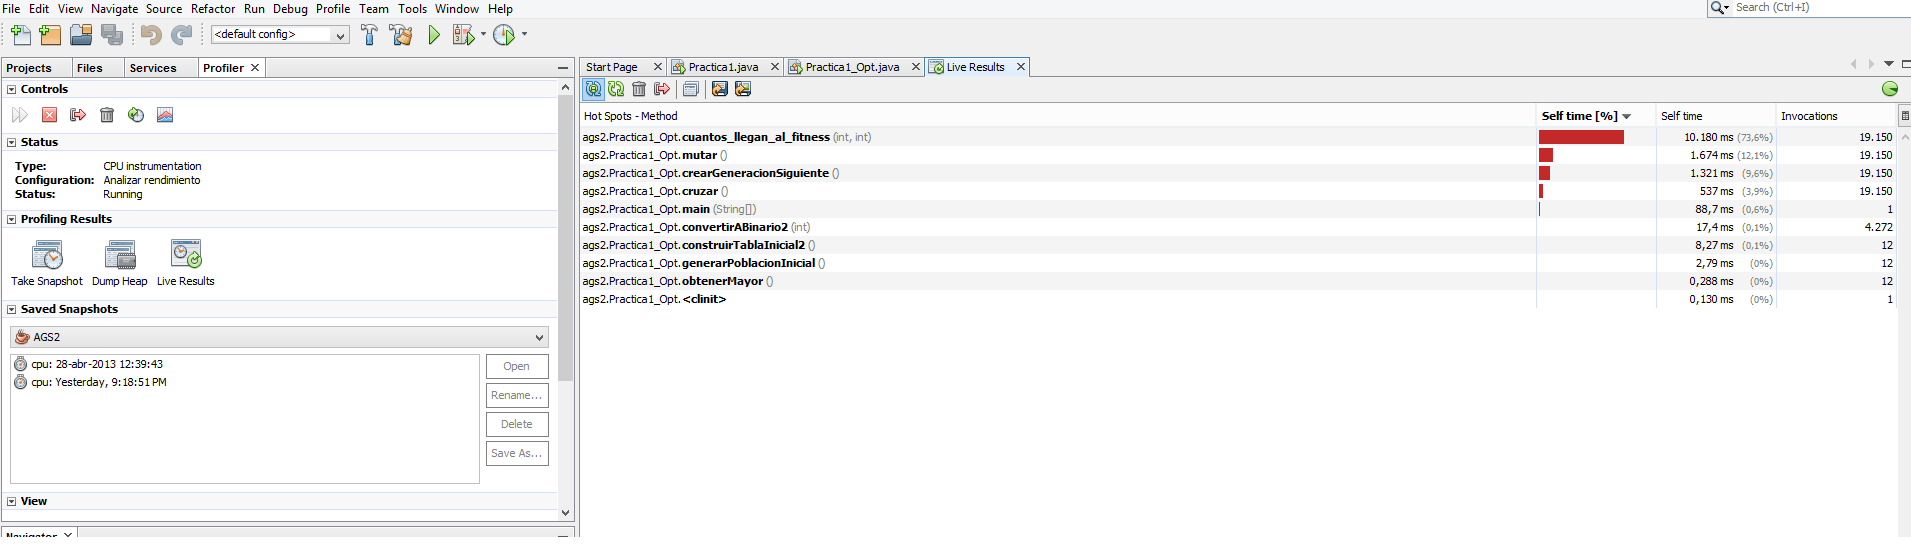 File Edit View Navigate Source Refactor Run Debug Profile Team Tools Window Help
Search (Ctrl+I)
<default config>
Projects Files Services Profiler
Start Page Practica1.java Practica1_Opt.java Live Results
Controls
Status
Type: CPU instrumentation
Configuration: Analizar rendimiento
Status: Running
Profiling Results
Take Snapshot Dump Heap Live Results
Saved Snapshots
AGS2
cpu: 28-abr-2013 12:39:43
cpu: Yesterday, 9:18:51 PM
Open
Rename...
Delete
Save As...
View
Navigator
Hot Spots - Method Self time [%] Self time Invocations
ags2.Practica1_Opt.cuantos_llegan_al_fitness (int, int) 10.180 ms (73,6%) 19.150
ags2.Practica1_Opt.mutar () 1.674 ms (12,1%) 19.150
ags2.Practica1_Opt.crearGeneracionSiguiente () 1.321 ms (9,6%) 19.150
ags2.Practica1_Opt.cruzar () 537 ms (3,9%) 19.150
ags2.Practica1_Opt.main (String[]) 88,7 ms (0,6%) 1
ags2.Practica1_Opt.convertirABinario2 (int) 17,4 ms (0,1%) 4.272
ags2.Practica1_Opt.construirTablaInicial2 () 8,27 ms (0,1%) 12
ags2.Practica1_Opt.generarPoblacionInicial () 2,79 ms (0%) 12
ags2.Practica1_Opt.obtenerMayor () 0,288 ms (0%) 12
ags2.Practica1_Opt.<clinit> 0,130 ms (0%) 1